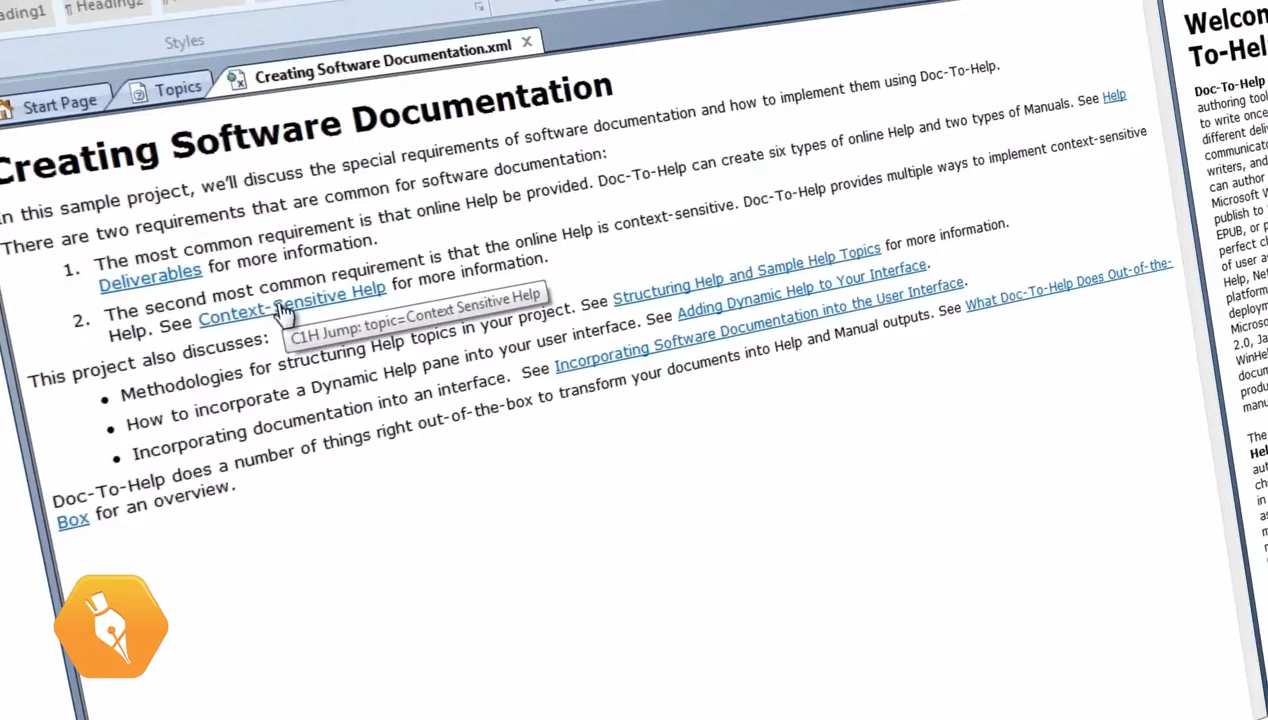 ading1
¶ Heading2
Styles
Start Page
Topics
Creating Software Documentation.xml
Creating Software Documentation
In this sample project, we'll discuss the special requirements of software documentation and how to implement them using Doc-To-Help.
There are two requirements that are common for software documentation:
1. The most common requirement is that online Help be provided. Doc-To-Help can create six types of online Help and two types of Manuals. See Help
Deliverables for more information.
2. The second most common requirement is that the online Help is context-sensitive. Doc-To-Help provides multiple ways to implement context-sensitive
Help. See Context-Sensitive Help for more information.
C1H Jump: topic=Context Sensitive Help
This project also discusses:
• Methodologies for structuring Help topics in your project. See Structuring Help and Sample Help Topics for more information.
• How to incorporate a Dynamic Help pane into your user interface. See Adding Dynamic Help to Your Interface.
• Incorporating documentation into an interface. See Incorporating Software Documentation into the User Interface.
Doc-To-Help does a number of things right out-of-the-box to transform your documents into Help and Manual outputs. See What Doc-To-Help Does Out-of-the-
Box for an overview.
Welcom
To-Help
Doc-To-Help
authoring tool
to write once
different deli
communicato
writers, and
can author
Microsoft W
publish to
EPUB, or p
perfect ch
of user as
Help, Net
platform
deploym
Microso
2.0, Ja
WinHel
docum
produ
manu
The
Hel
aut
ch
in
as